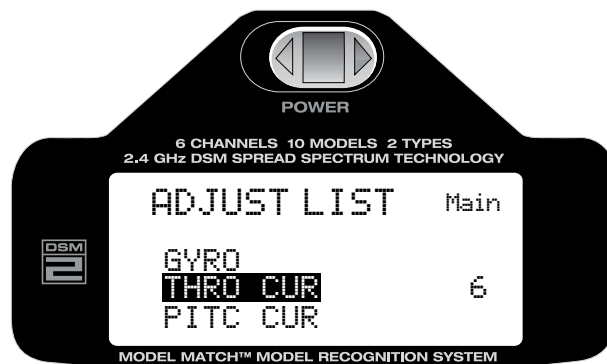 POWER
6 CHANNELS 10 MODELS 2 TYPES
2.4 GHz DSM SPREAD SPECTRUM TECHNOLOGY
ADJUST LIST Main
DSM
2
GYRO
THRO CUR 6
PITC CUR
MODEL MATCH™ MODEL RECOGNITION SYSTEM